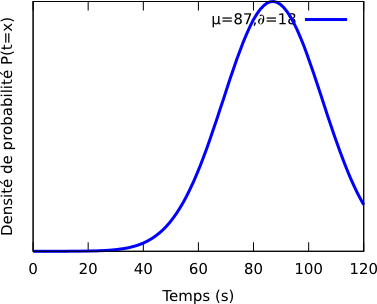 μ=87,∂=18
Densité de probabilité P(t=x)
0 20 40 60 80 100 120
Temps (s)